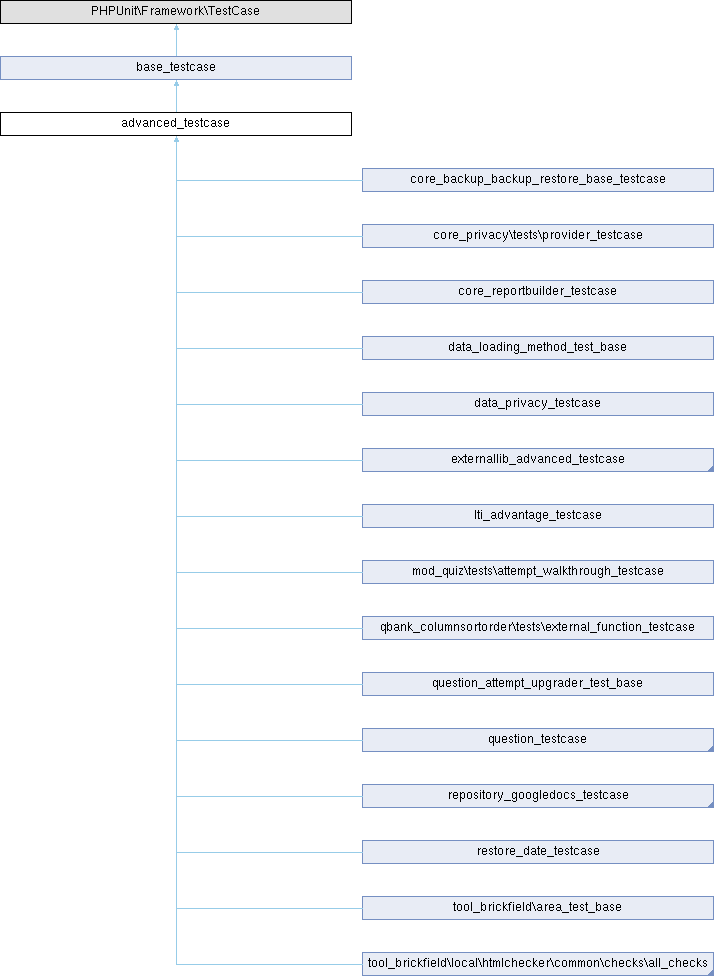 PHPUnit\Framework\TestCase
base_testcase
advanced_testcase
core_backup_backup_restore_base_testcase
core_privacy\tests\provider_testcase
core_reportbuilder_testcase
data_loading_method_test_base
data_privacy_testcase
externallib_advanced_testcase
lti_advantage_testcase
mod_quiz\tests\attempt_walkthrough_testcase
qbank_columnsortorder\tests\external_function_testcase
question_attempt_upgrader_test_base
question_testcase
repository_googledocs_testcase
restore_date_testcase
tool_brickfield\area_test_base
tool_brickfield\local\htmlchecker\common\checks\all_checks